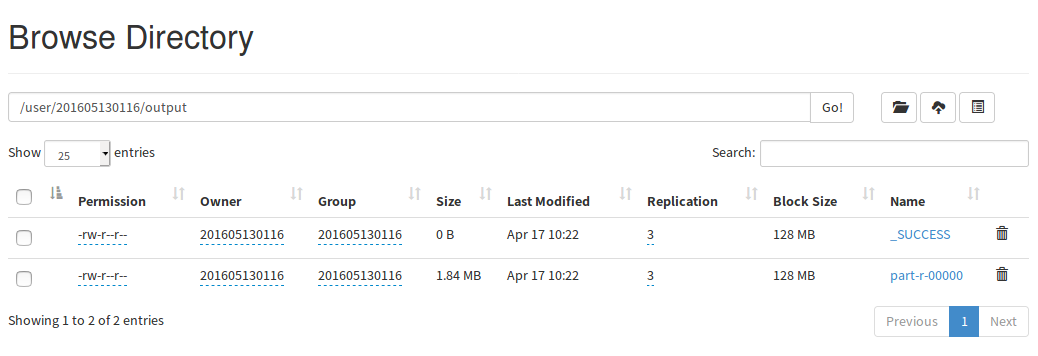 Browse Directory
/user/201605130116/output Go!
Show 25 entries Search:
Permission Owner Group Size Last Modified Replication Block Size Name
-rw-r--r-- 201605130116 201605130116 0 B Apr 17 10:22 3 128 MB _SUCCESS
-rw-r--r-- 201605130116 201605130116 1.84 MB Apr 17 10:22 3 128 MB part-r-00000
Showing 1 to 2 of 2 entries Previous 1 Next